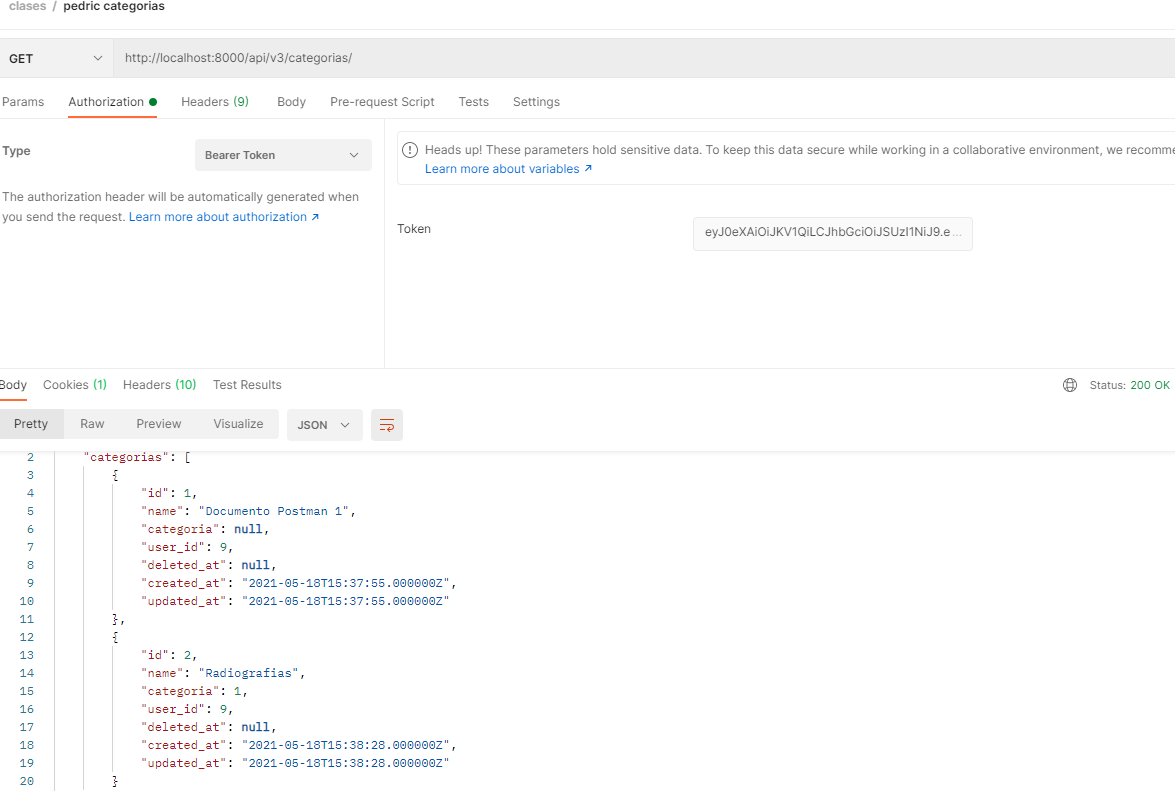 clases / pedric categorias
GET http://localhost:8000/api/v3/categorias/
Params Authorization Headers (9) Body Pre-request Script Tests Settings
Type
Bearer Token
The authorization header will be automatically generated when
you send the request. Learn more about authorization ↗
Heads up! These parameters hold sensitive data. To keep this data secure while working in a collaborative environment, we recomme
Learn more about variables ↗
Token
eyJ0eXAiOiJKV1QiLCJhbGciOiJSUzI1NiJ9.e...
Body Cookies (1) Headers (10) Test Results
Status: 200 OK
Pretty Raw Preview Visualize JSON
2 "categorias": [
3 {
4 "id": 1,
5 "name": "Documento Postman 1",
6 "categoria": null,
7 "user_id": 9,
8 "deleted_at": null,
9 "created_at": "2021-05-18T15:37:55.000000Z",
10 "updated_at": "2021-05-18T15:37:55.000000Z"
11 },
12 {
13 "id": 2,
14 "name": "Radiografias",
15 "categoria": 1,
16 "user_id": 9,
17 "deleted_at": null,
18 "created_at": "2021-05-18T15:38:28.000000Z",
19 "updated_at": "2021-05-18T15:38:28.000000Z"
20 }